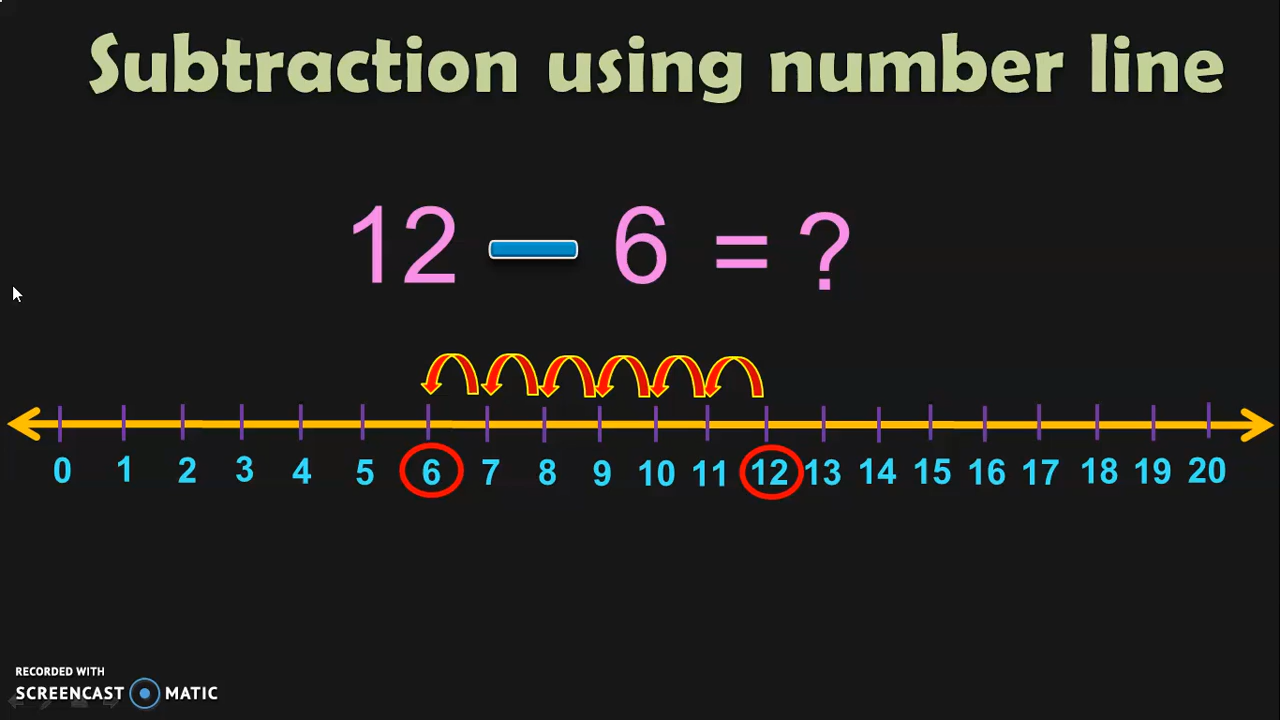 Subtraction using number line
12 – 6 = ?
0 1 2 3 4 5 6 7 8 9 10 11 12 13 14 15 16 17 18 19 20
RECORDED WITH
SCREENCAST MATIC